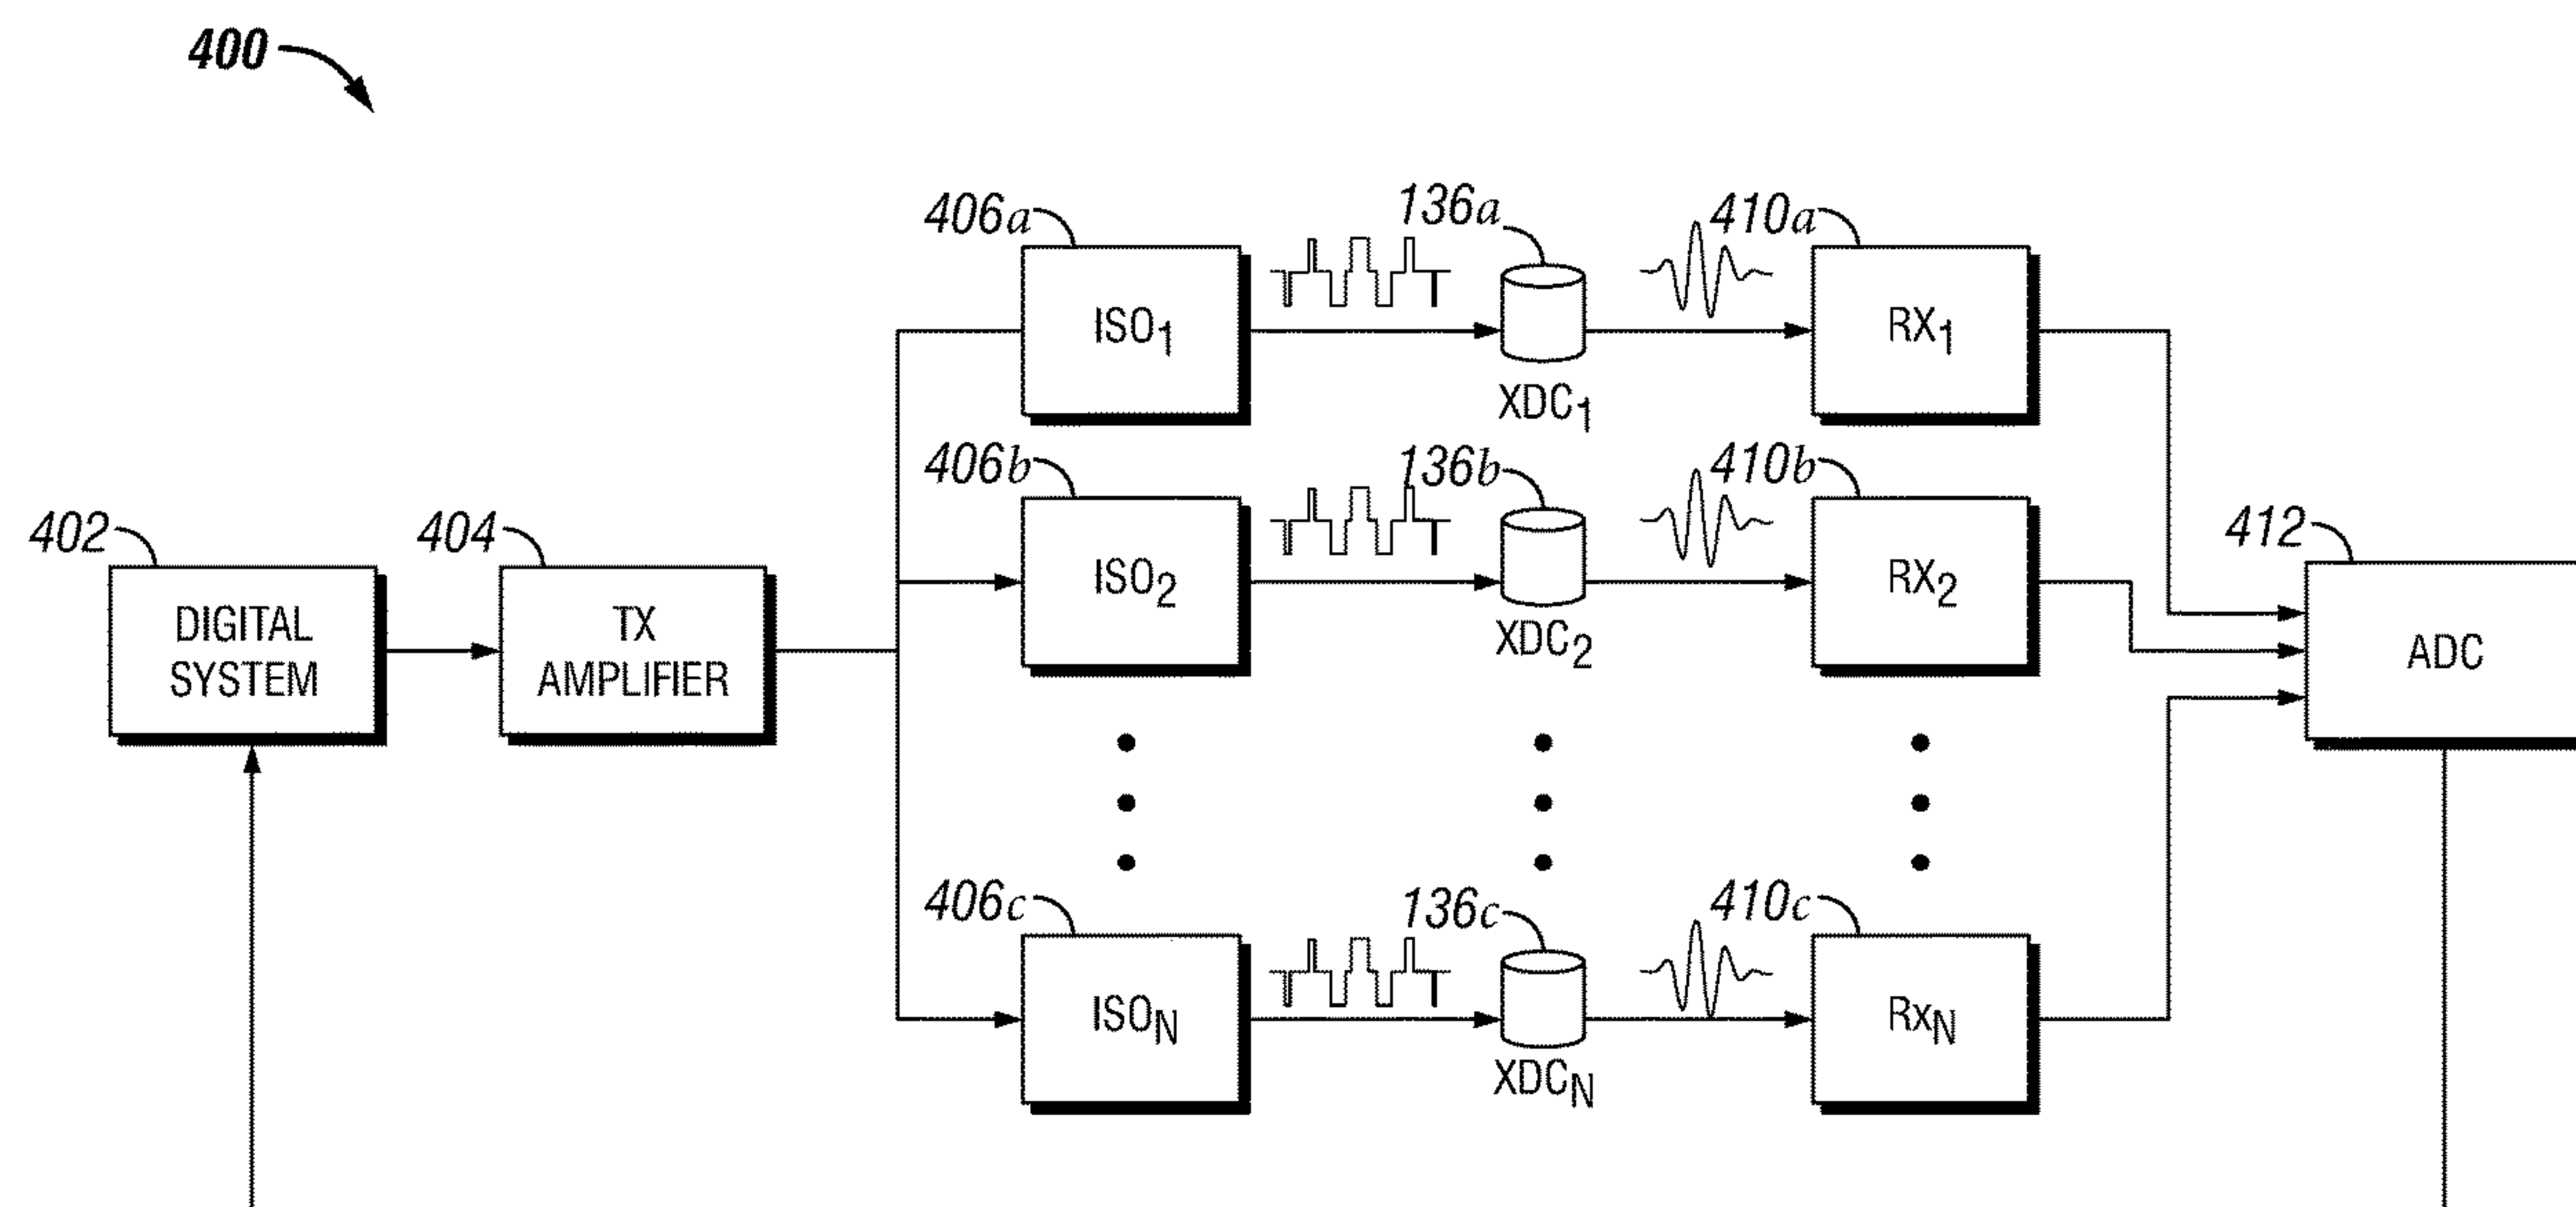 400
406a
136a
410a
ISO1
RX1
XDC1
406b
136b
410b
402
404
412
ISO2
RX2
DIGITAL
SYSTEM
TX
AMPLIFIER
XDC2
ADC
406c
136c
410c
ISON
RxN
XDCN